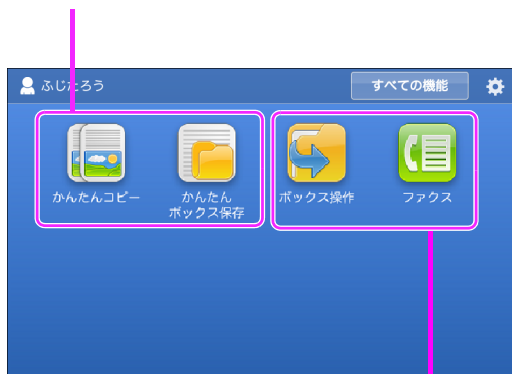 ふじたろう
すべての機能
かんたんコピー
かんたん
ボックス保存
ボックス操作
ファクス